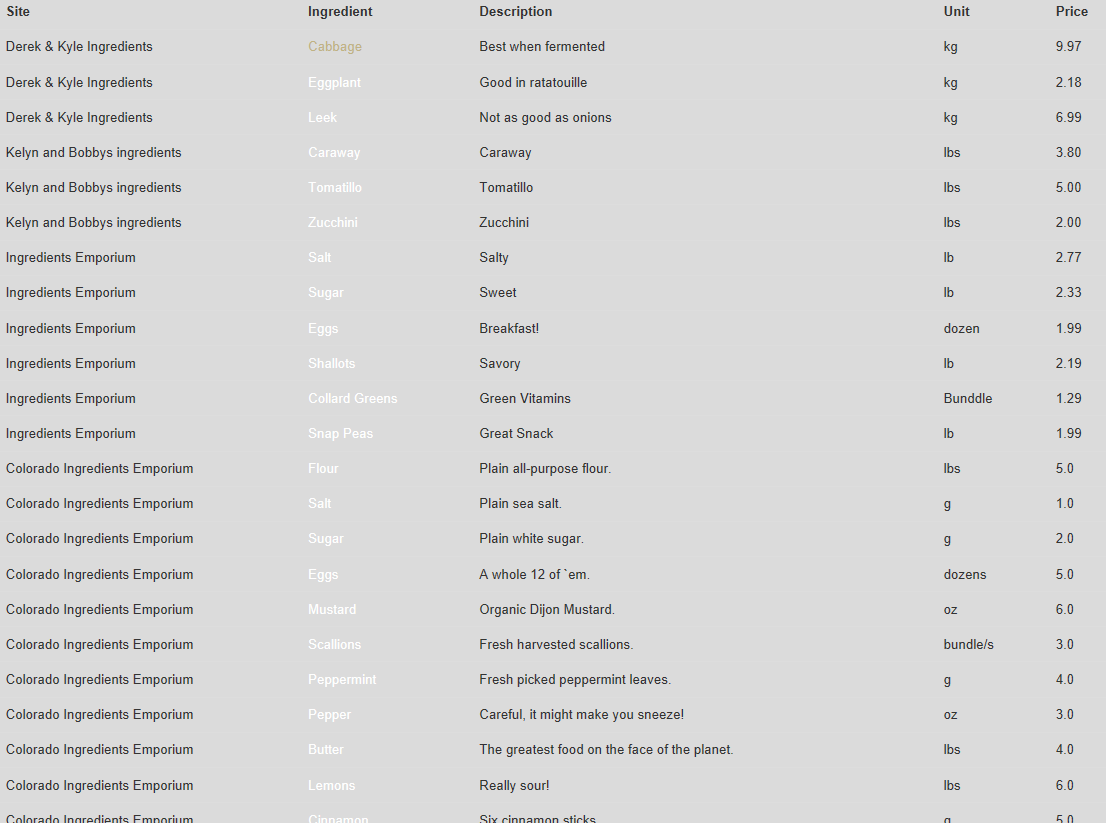 Site Ingredient Description Unit Price
Derek & Kyle Ingredients Cabbage Best when fermented kg 9.97
Derek & Kyle Ingredients Eggplant Good in ratatouille kg 2.18
Derek & Kyle Ingredients Leek Not as good as onions kg 6.99
Kelyn and Bobbys ingredients Caraway Caraway lbs 3.80
Kelyn and Bobbys ingredients Tomatillo Tomatillo lbs 5.00
Kelyn and Bobbys ingredients Zucchini Zucchini lbs 2.00
Ingredients Emporium Salt Salty lb 2.77
Ingredients Emporium Sugar Sweet lb 2.33
Ingredients Emporium Eggs Breakfast! dozen 1.99
Ingredients Emporium Shallots Savory lb 2.19
Ingredients Emporium Collard Greens Green Vitamins Bunddle 1.29
Ingredients Emporium Snap Peas Great Snack lb 1.99
Colorado Ingredients Emporium Flour Plain all-purpose flour. lbs 5.0
Colorado Ingredients Emporium Salt Plain sea salt. g 1.0
Colorado Ingredients Emporium Sugar Plain white sugar. g 2.0
Colorado Ingredients Emporium Eggs A whole 12 of `em. dozens 5.0
Colorado Ingredients Emporium Mustard Organic Dijon Mustard. oz 6.0
Colorado Ingredients Emporium Scallions Fresh harvested scallions. bundle/s 3.0
Colorado Ingredients Emporium Peppermint Fresh picked peppermint leaves. g 4.0
Colorado Ingredients Emporium Pepper Careful, it might make you sneeze! oz 3.0
Colorado Ingredients Emporium Butter The greatest food on the face of the planet. lbs 4.0
Colorado Ingredients Emporium Lemons Really sour! lbs 6.0
Colorado Ingredients Emporium Cinnamon Six cinnamon sticks g 5.0